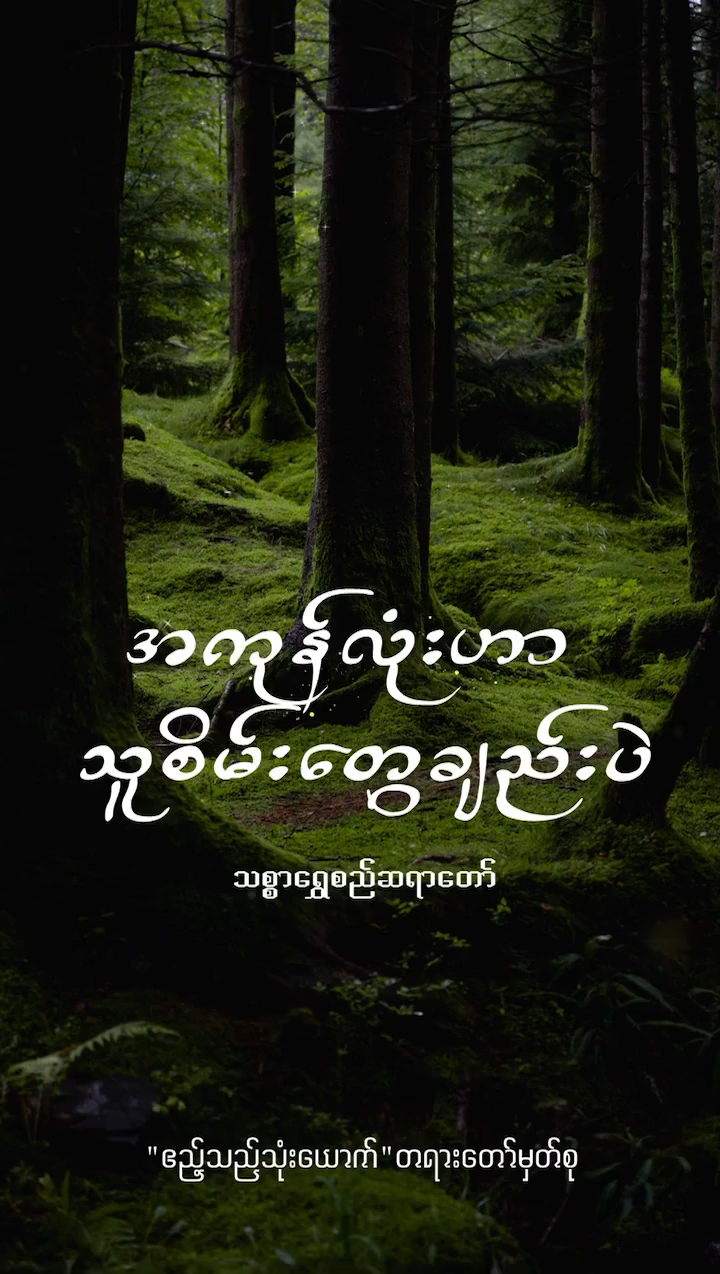 အကုန်လုံးဟာ
သူစိမ်းတွေချည်းပဲ
သစ္စာရွှေစည်ဆရာတော်
"ဧည့်သည့်သုံးယောက်"တရားတော်မှတ်စု